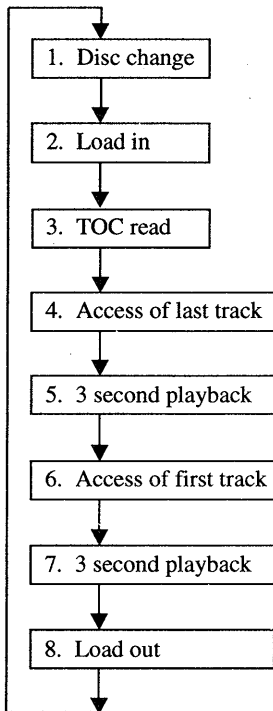 1. Disc change
2. Load in
3. TOC read
4. Access of last track
5. 3 second playback
6. Access of first track
7. 3 second playback
8. Load out